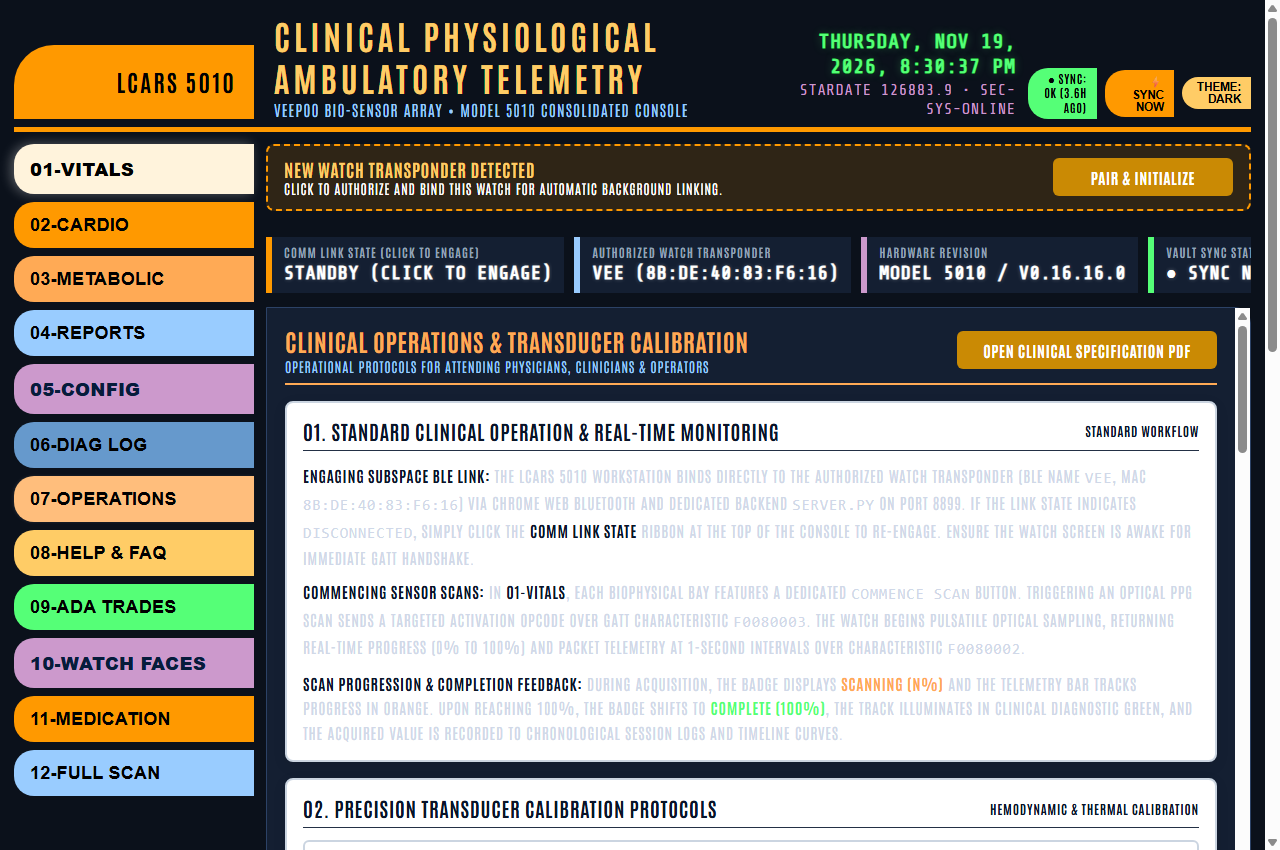 LCARS 5010
CLINICAL PHYSIOLOGICAL
AMBULATORY TELEMETRY
VEEPOO BIO-SENSOR ARRAY • MODEL 5010 CONSOLIDATED CONSOLE
THURSDAY, NOV 19,
2026, 8:30:37 PM
STARDATE 126883.9 · SEC-
SYS-ONLINE
● SYNC:
OK (3.6H
AGO)
SYNC
NOW
THEME:
DARK
01-VITALS
02-CARDIO
03-METABOLIC
04-REPORTS
05-CONFIG
06-DIAG LOG
07-OPERATIONS
08-HELP & FAQ
09-ADA TRADES
10-WATCH FACES
11-MEDICATION
12-FULL SCAN
NEW WATCH TRANSPONDER DETECTED
CLICK TO AUTHORIZE AND BIND THIS WATCH FOR AUTOMATIC BACKGROUND LINKING.
PAIR & INITIALIZE
COMM LINK STATE (CLICK TO ENGAGE)
STANDBY (CLICK TO ENGAGE)
AUTHORIZED WATCH TRANSPONDER
VEE (8B:DE:40:83:F6:16)
HARDWARE REVISION
MODEL 5010 / V0.16.16.0
VAULT SYNC STAT
● SYNC N
CLINICAL OPERATIONS & TRANSDUCER CALIBRATION
OPERATIONAL PROTOCOLS FOR ATTENDING PHYSICIANS, CLINICIANS & OPERATORS
OPEN CLINICAL SPECIFICATION PDF
01. STANDARD CLINICAL OPERATION & REAL-TIME MONITORING
STANDARD WORKFLOW
ENGAGING SUBSPACE BLE LINK: THE LCARS 5010 WORKSTATION BINDS DIRECTLY TO THE AUTHORIZED WATCH TRANSPONDER (BLE NAME VEE, MAC
8B:DE:40:83:F6:16) VIA CHROME WEB BLUETOOTH AND DEDICATED BACKEND SERVER.PY ON PORT 8899. IF THE LINK STATE INDICATES
DISCONNECTED, SIMPLY CLICK THE COMM LINK STATE RIBBON AT THE TOP OF THE CONSOLE TO RE-ENGAGE. ENSURE THE WATCH SCREEN IS AWAKE FOR
IMMEDIATE GATT HANDSHAKE.
COMMENCING SENSOR SCANS: IN 01-VITALS, EACH BIOPHYSICAL BAY FEATURES A DEDICATED COMMENCE SCAN BUTTON. TRIGGERING AN OPTICAL PPG
SCAN SENDS A TARGETED ACTIVATION OPCODE OVER GATT CHARACTERISTIC F0080003. THE WATCH BEGINS PULSATILE OPTICAL SAMPLING, RETURNING
REAL-TIME PROGRESS (0% TO 100%) AND PACKET TELEMETRY AT 1-SECOND INTERVALS OVER CHARACTERISTIC F0080002.
SCAN PROGRESSION & COMPLETION FEEDBACK: DURING ACQUISITION, THE BADGE DISPLAYS SCANNING (N%) AND THE TELEMETRY BAR TRACKS
PROGRESS IN ORANGE. UPON REACHING 100%, THE BADGE SHIFTS TO COMPLETE (100%), THE TRACK ILLUMINATES IN CLINICAL DIAGNOSTIC GREEN, AND
THE ACQUIRED VALUE IS RECORDED TO CHRONOLOGICAL SESSION LOGS AND TIMELINE CURVES.
02. PRECISION TRANSDUCER CALIBRATION PROTOCOLS
HEMODYNAMIC & THERMAL CALIBRATION